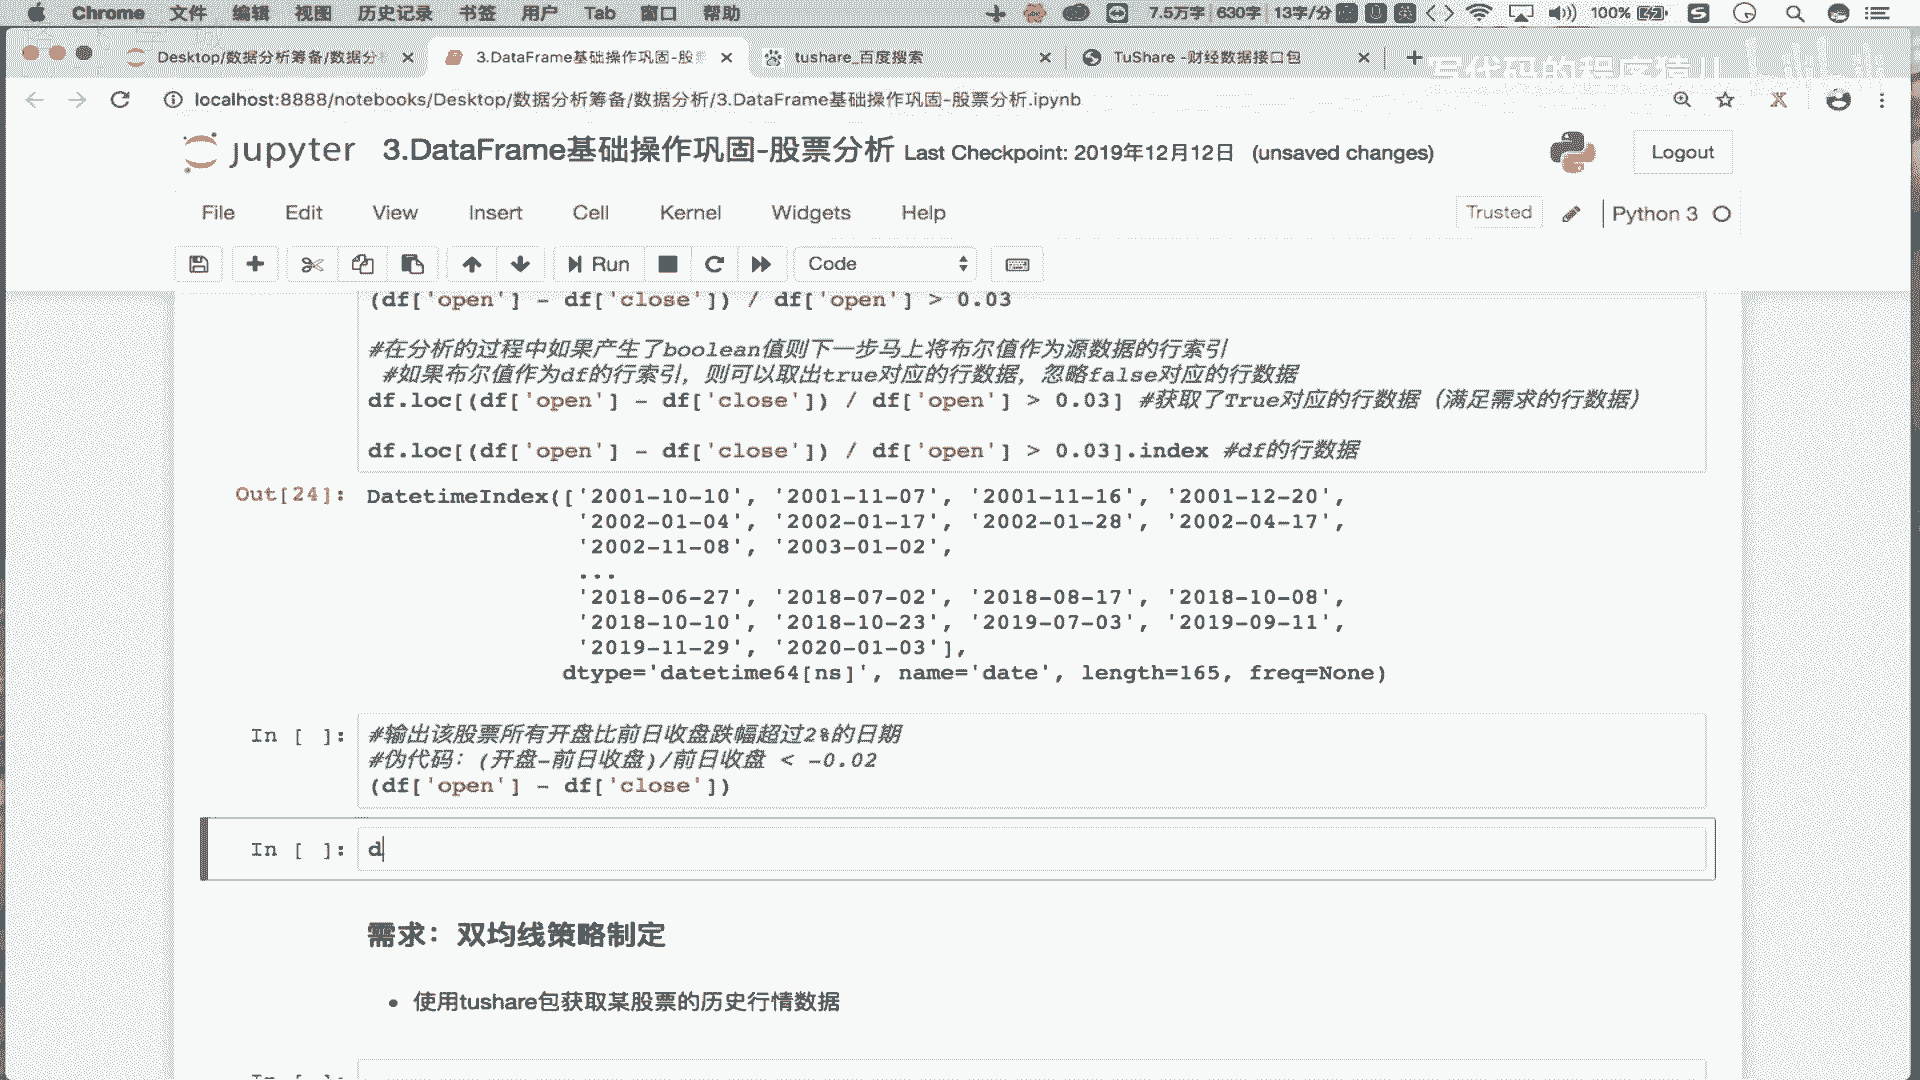 Chrome 文件 编辑 视图 历史记录 书签 用户 Tab 窗口 帮助 7.5万字 630字 13字/分 英 100%
Desktop/数据分析筹备/数据分
3.DataFrame基础操作巩固-股
tushare_百度搜索
TuShare -财经数据接口包
写代码的程序猿儿
localhost:8888/notebooks/Desktop/数据分析筹备/数据分析/3.DataFrame基础操作巩固-股票分析.ipynb
jupyter 3.DataFrame基础操作巩固-股票分析 Last Checkpoint: 2019年12月12日 (unsaved changes)
Logout
File Edit View Insert Cell Kernel Widgets Help
Trusted Python 3
Run Code
(df['open'] - df['close']) / df['open'] > 0.03
#在分析的过程中如果产生了boolean值则下一步马上将布尔值作为源数据的行索引
#如果布尔值作为df的行索引，则可以取出true对应的行数据，忽略false对应的行数据
df.loc[(df['open'] - df['close']) / df['open'] > 0.03] #获取了True对应的行数据（满足需求的行数据）
df.loc[(df['open'] - df['close']) / df['open'] > 0.03].index #df的行数据
Out[24]: DatetimeIndex(['2001-10-10', '2001-11-07', '2001-11-16', '2001-12-20',
'2002-01-04', '2002-01-17', '2002-01-28', '2002-04-17',
'2002-11-08', '2003-01-02',
...
'2018-06-27', '2018-07-02', '2018-08-17', '2018-10-08',
'2018-10-10', '2018-10-23', '2019-07-03', '2019-09-11',
'2019-11-29', '2020-01-03'],
dtype='datetime64[ns]', name='date', length=165, freq=None)
In [ ]: #输出该股票所有开盘比前日收盘跌幅超过2%的日期
#伪代码：(开盘-前日收盘)/前日收盘 < -0.02
(df['open'] - df['close'])
In [ ]: d
需求：双均线策略制定
• 使用tushare包获取某股票的历史行情数据